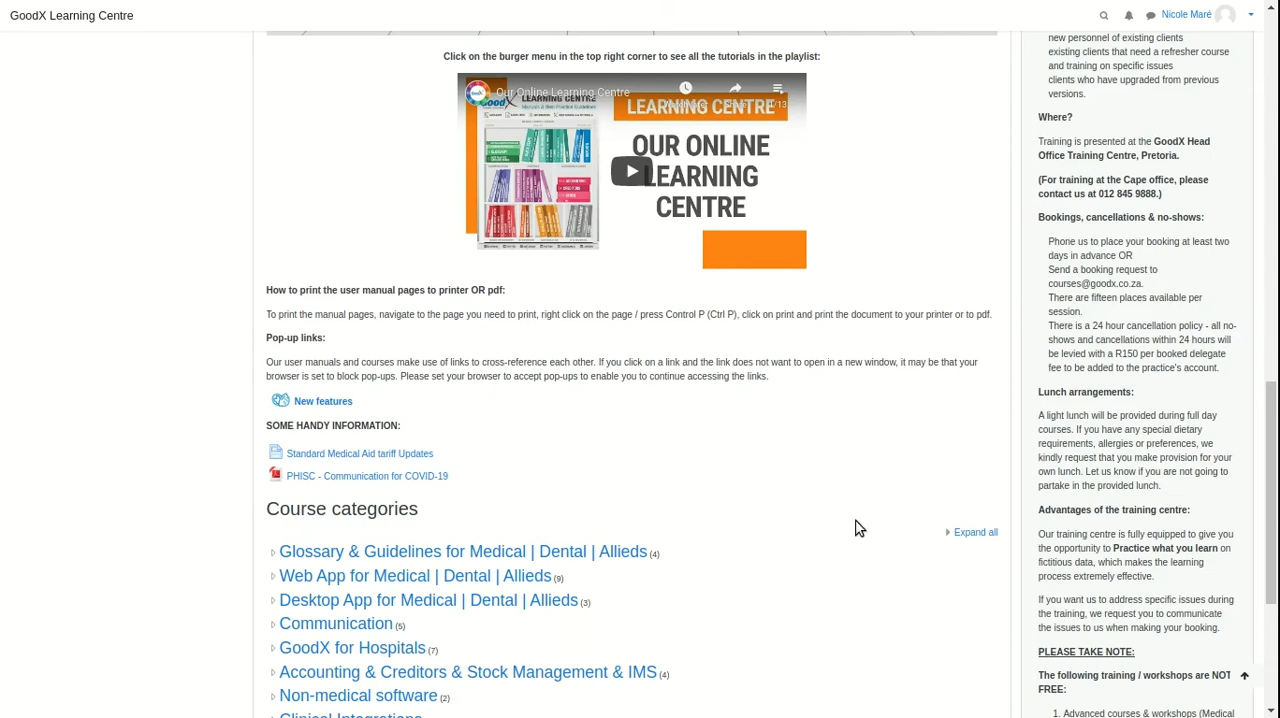 GoodX Learning Centre
Nicole Maré
Click on the burger menu in the top right corner to see all the tutorials in the playlist:
Our Online Learning Centre
LEARNING CENTRE
LEARNING CENTRE
OUR ONLINE
LEARNING
CENTRE
How to print the user manual pages to printer OR pdf:
To print the manual pages, navigate to the page you need to print, right click on the page / press Control P (Ctrl P), click on print and print the document to your printer or to pdf.
Pop-up links:
Our user manuals and courses make use of links to cross-reference each other. If you click on a link and the link does not want to open in a new window, it may be that your
browser is set to block pop-ups. Please set your browser to accept pop-ups to enable you to continue accessing the links.
New features
SOME HANDY INFORMATION:
Standard Medical Aid tariff Updates
PHISC - Communication for COVID-19
Course categories
Expand all
Glossary & Guidelines for Medical | Dental | Allieds (4)
Web App for Medical | Dental | Allieds (9)
Desktop App for Medical | Dental | Allieds (3)
Communication (5)
GoodX for Hospitals (7)
Accounting & Creditors & Stock Management & IMS (4)
Non-medical software (2)
Clinical Integrations
new personnel of existing clients
existing clients that need a refresher course
and training on specific issues
clients who have upgraded from previous
versions.
Where?
Training is presented at the GoodX Head
Office Training Centre, Pretoria.
(For training at the Cape office, please
contact us at 012 845 9888.)
Bookings, cancellations & no-shows:
Phone us to place your booking at least two
days in advance OR
Send a booking request to
courses@goodx.co.za.
There are fifteen places available per
session.
There is a 24 hour cancellation policy - all no-
shows and cancellations within 24 hours will
be levied with a R150 per booked delegate
fee to be added to the practice's account.
Lunch arrangements:
A light lunch will be provided during full day
courses. If you have any special dietary
requirements, allergies or preferences, we
kindly request that you make provision for your
own lunch. Let us know if you are not going to
partake in the provided lunch.
Advantages of the training centre:
Our training centre is fully equipped to give you
the opportunity to Practice what you learn on
fictitious data, which makes the learning
process extremely effective.
If you want us to address specific issues during
the training, we request you to communicate
the issues to us when making your booking.
PLEASE TAKE NOTE:
The following training / workshops are NOT
FREE:
1. Advanced courses & workshops (Medical